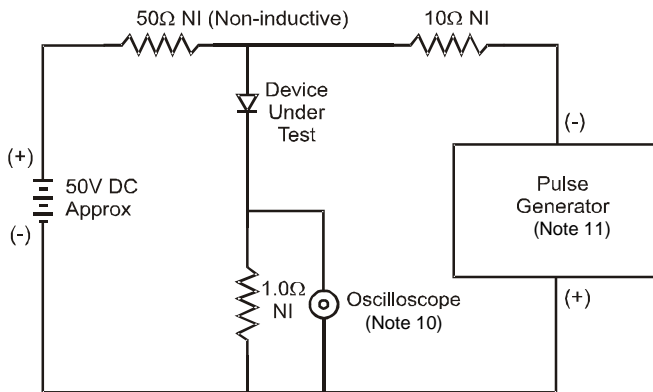 50Ω NI (Non-inductive)
10Ω NI
Device
Under
Test
(-)
(+)
50V DC
Approx
(-)
Pulse
Generator
(Note 11)
1.0Ω
NI
Oscilloscope
(Note 10)
(+)